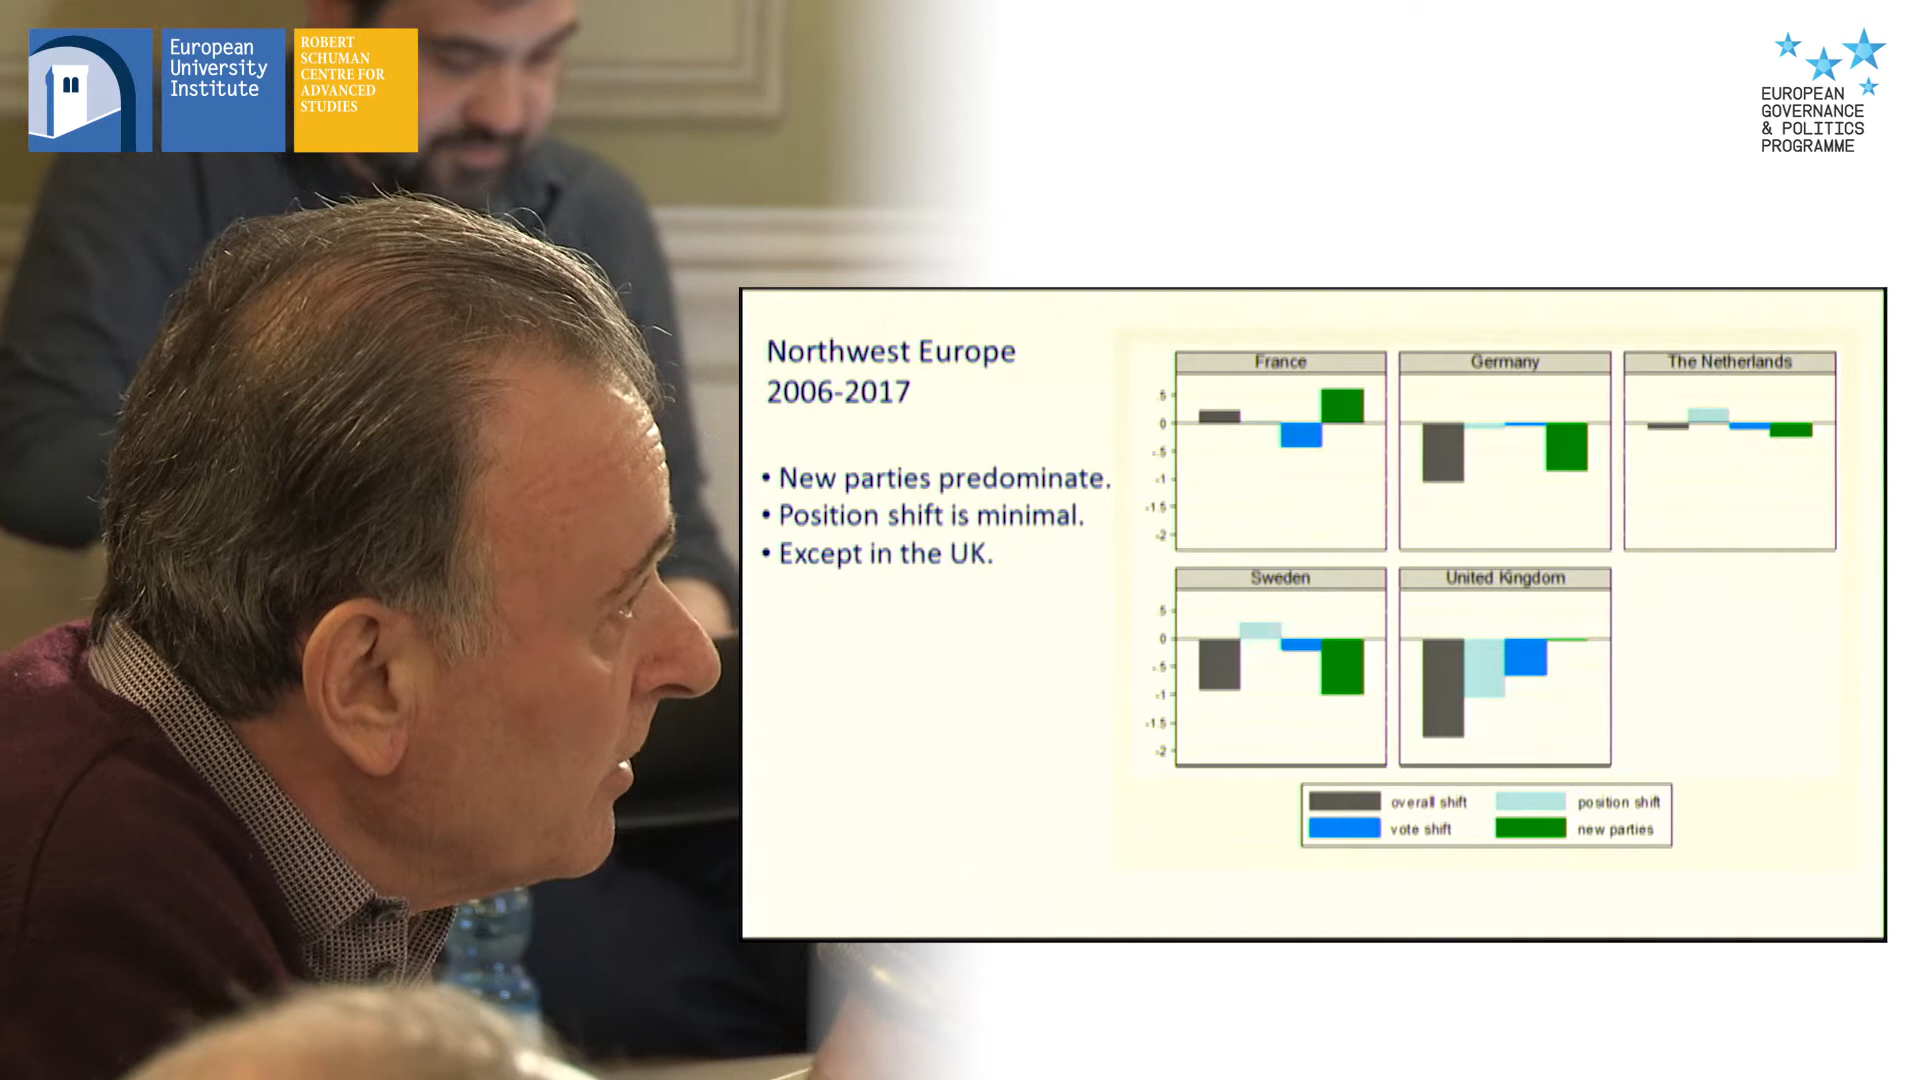 European
University
Institute
ROBERT
SCHUMAN
CENTRE FOR
ADVANCED
STUDIES
EUROPEAN
GOVERNANCE
& POLITICS
PROGRAMME
Northwest Europe
2006-2017
• New parties predominate.
• Position shift is minimal.
• Except in the UK.
France
Germany
The Netherlands
.5
0
-.5
-1
-1.5
-2
Sweden
United Kingdom
.5
0
-.5
-1
-1.5
-2
overall shift
position shift
vote shift
new parties